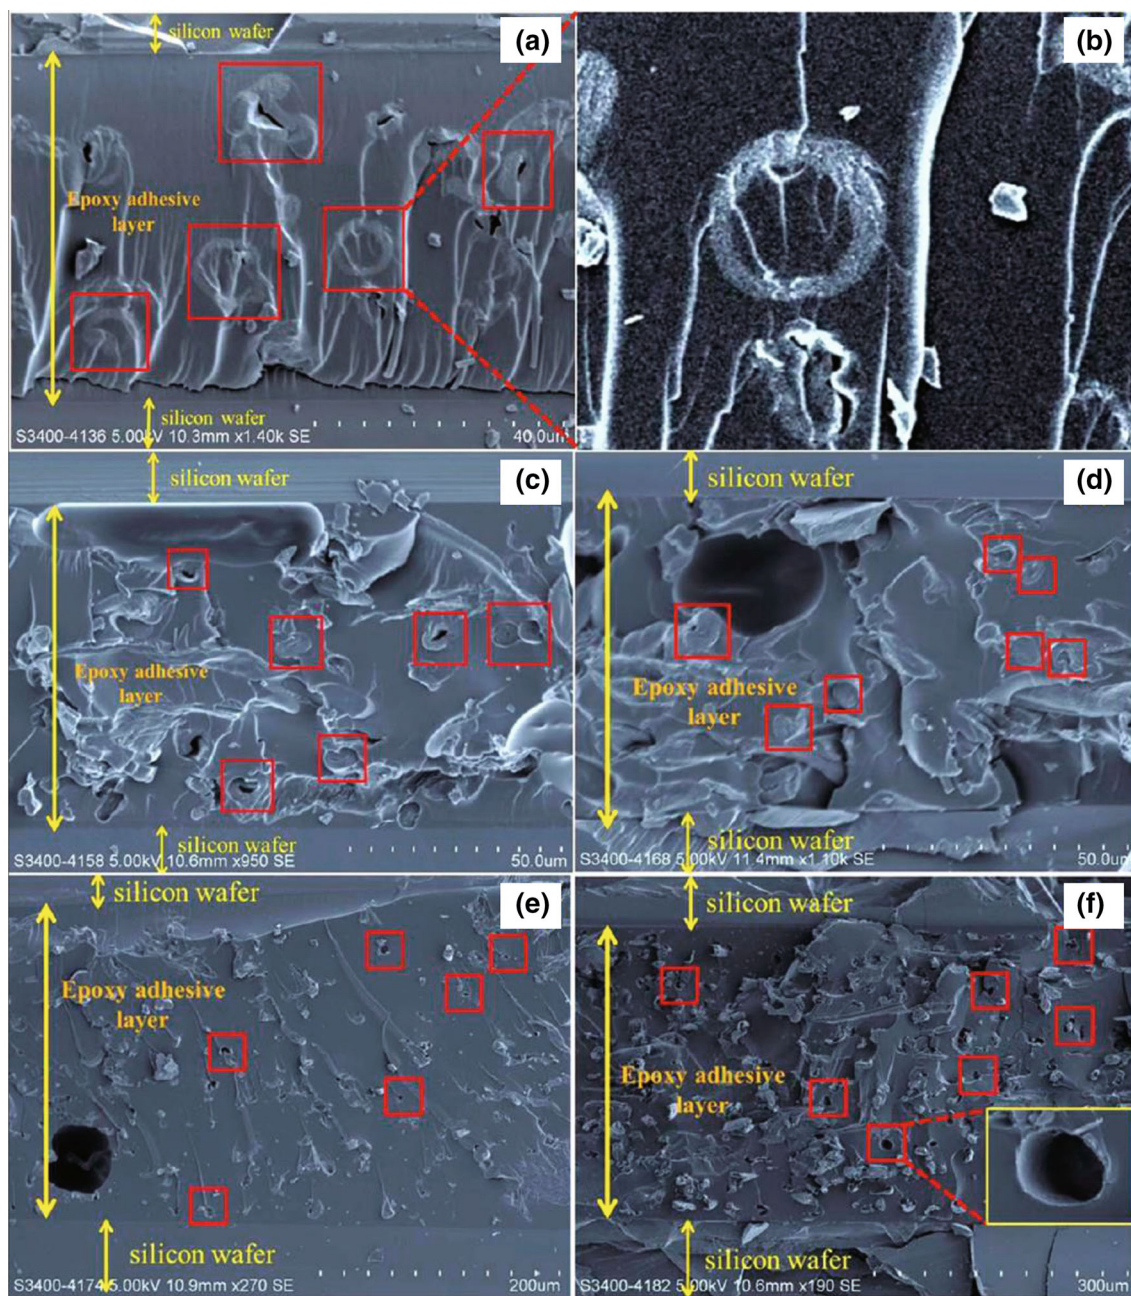 silicon wafer
(a)
(b)
Epoxy adhesive
layer
silicon wafer
S3400-4136 5.00kV 10.3mm x1.40k SE
40.0um
silicon wafer
(c)
silicon wafer
(d)
Epoxy adhesive
layer
Epoxy adhesive
layer
silicon wafer
S3400-4158 5.00kV 10.6mm x950 SE
50.0um
silicon wafer
S3400-4168 5.00kV 11.4mm x1.10k SE
50.0um
silicon wafer
(e)
silicon wafer
(f)
Epoxy adhesive
layer
Epoxy adhesive
layer
silicon wafer
S3400-4174 5.00kV 10.9mm x270 SE
200um
silicon wafer
S3400-4182 5.00kV 10.6mm x190 SE
300um